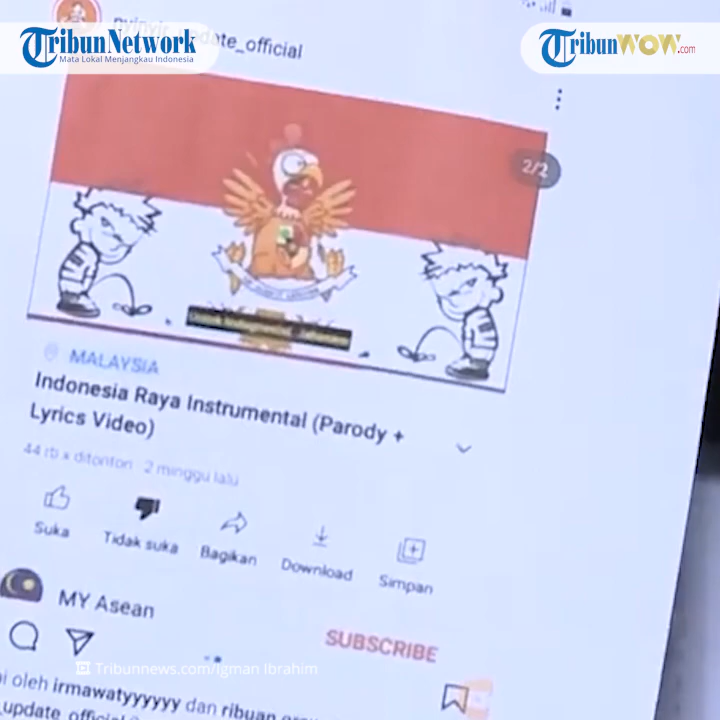 TribunNetwork
Mata Lokal Menjangkau Indonesia
TribunWOW.com
update_official
2/2
MALAYSIA
Indonesia Raya Instrumental (Parody +
Lyrics Video)
44 rb x ditonton 2 minggu lalu
Suka
Tidak suka
Bagikan
Download
Simpan
MY Asean
SUBSCRIBE
Tribunnews.com/Igman Ibrahim
oleh irmawatyyyyyy dan ribuan
update_official